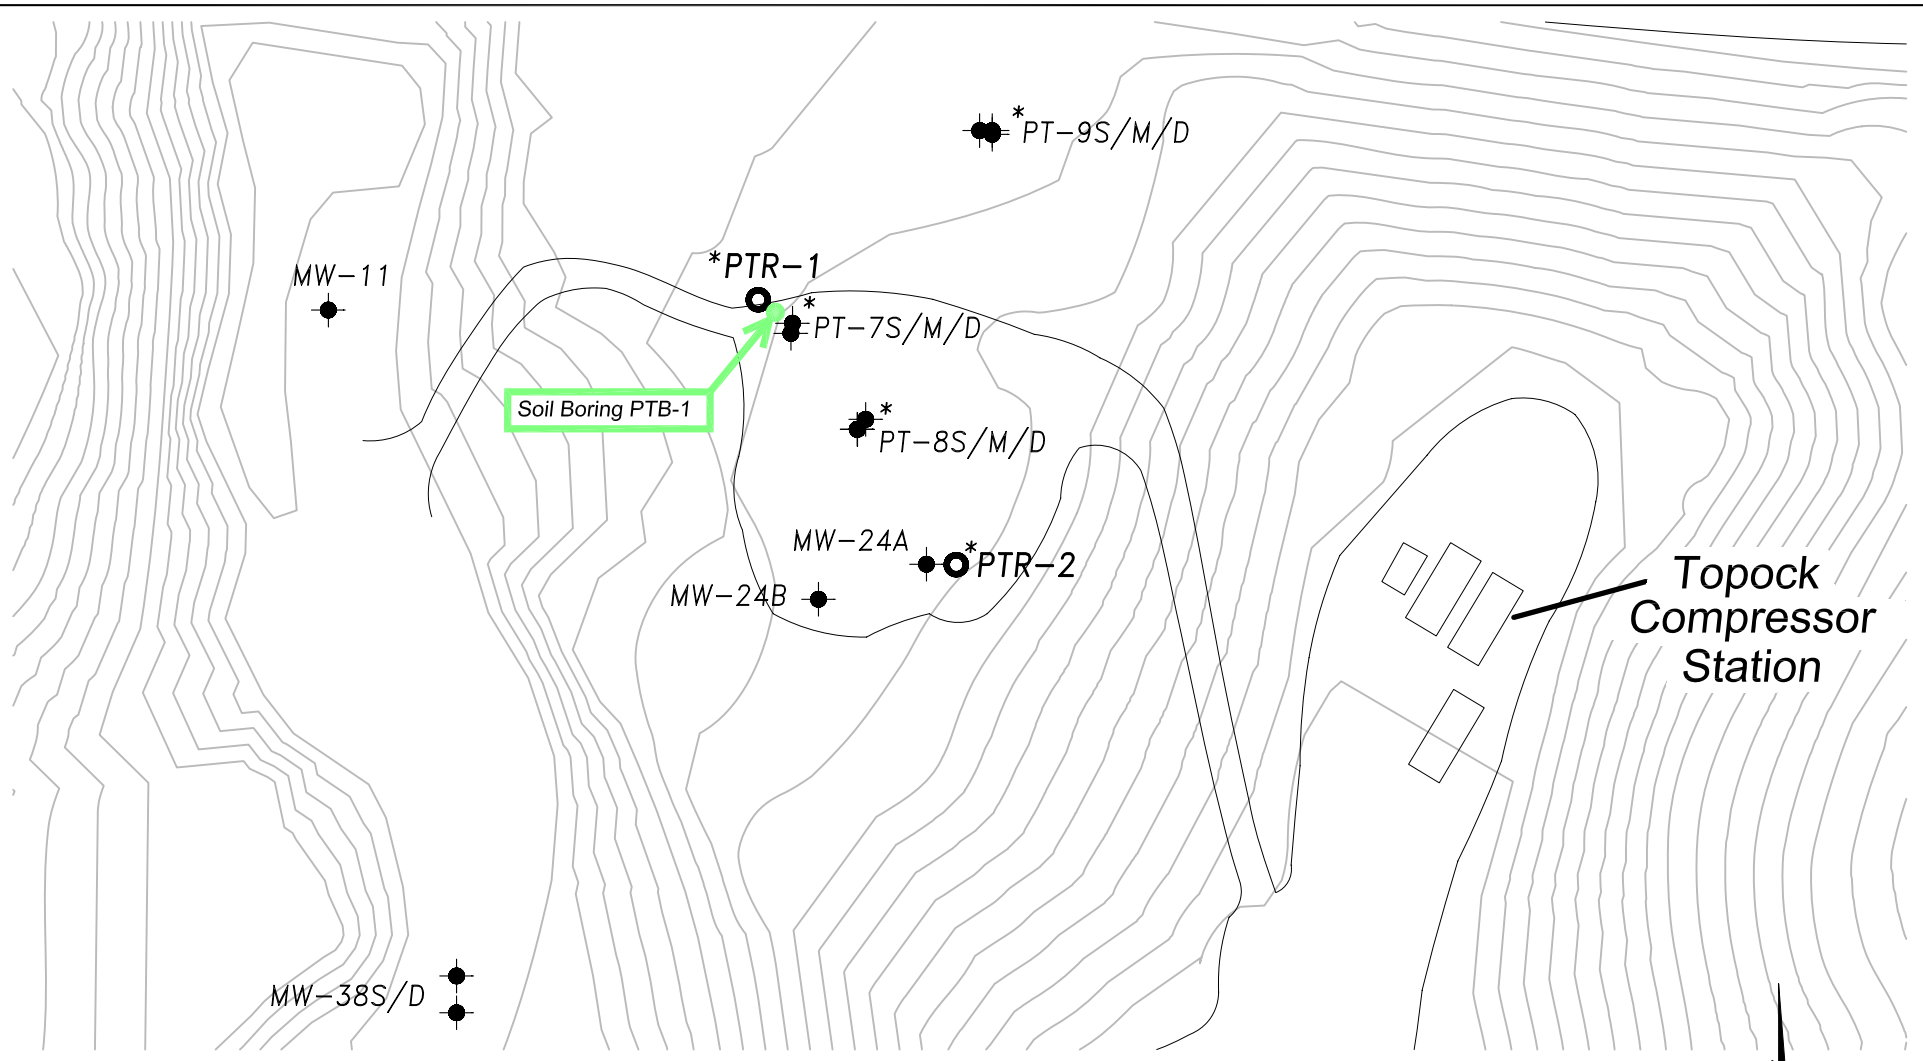 * PT-9S/M/D
*PTR-1
MW-11
* PT-7S/M/D
Soil Boring PTB-1
* PT-8S/M/D
MW-24A
* PTR-2
MW-24B
Topock
Compressor
Station
MW-38S/D